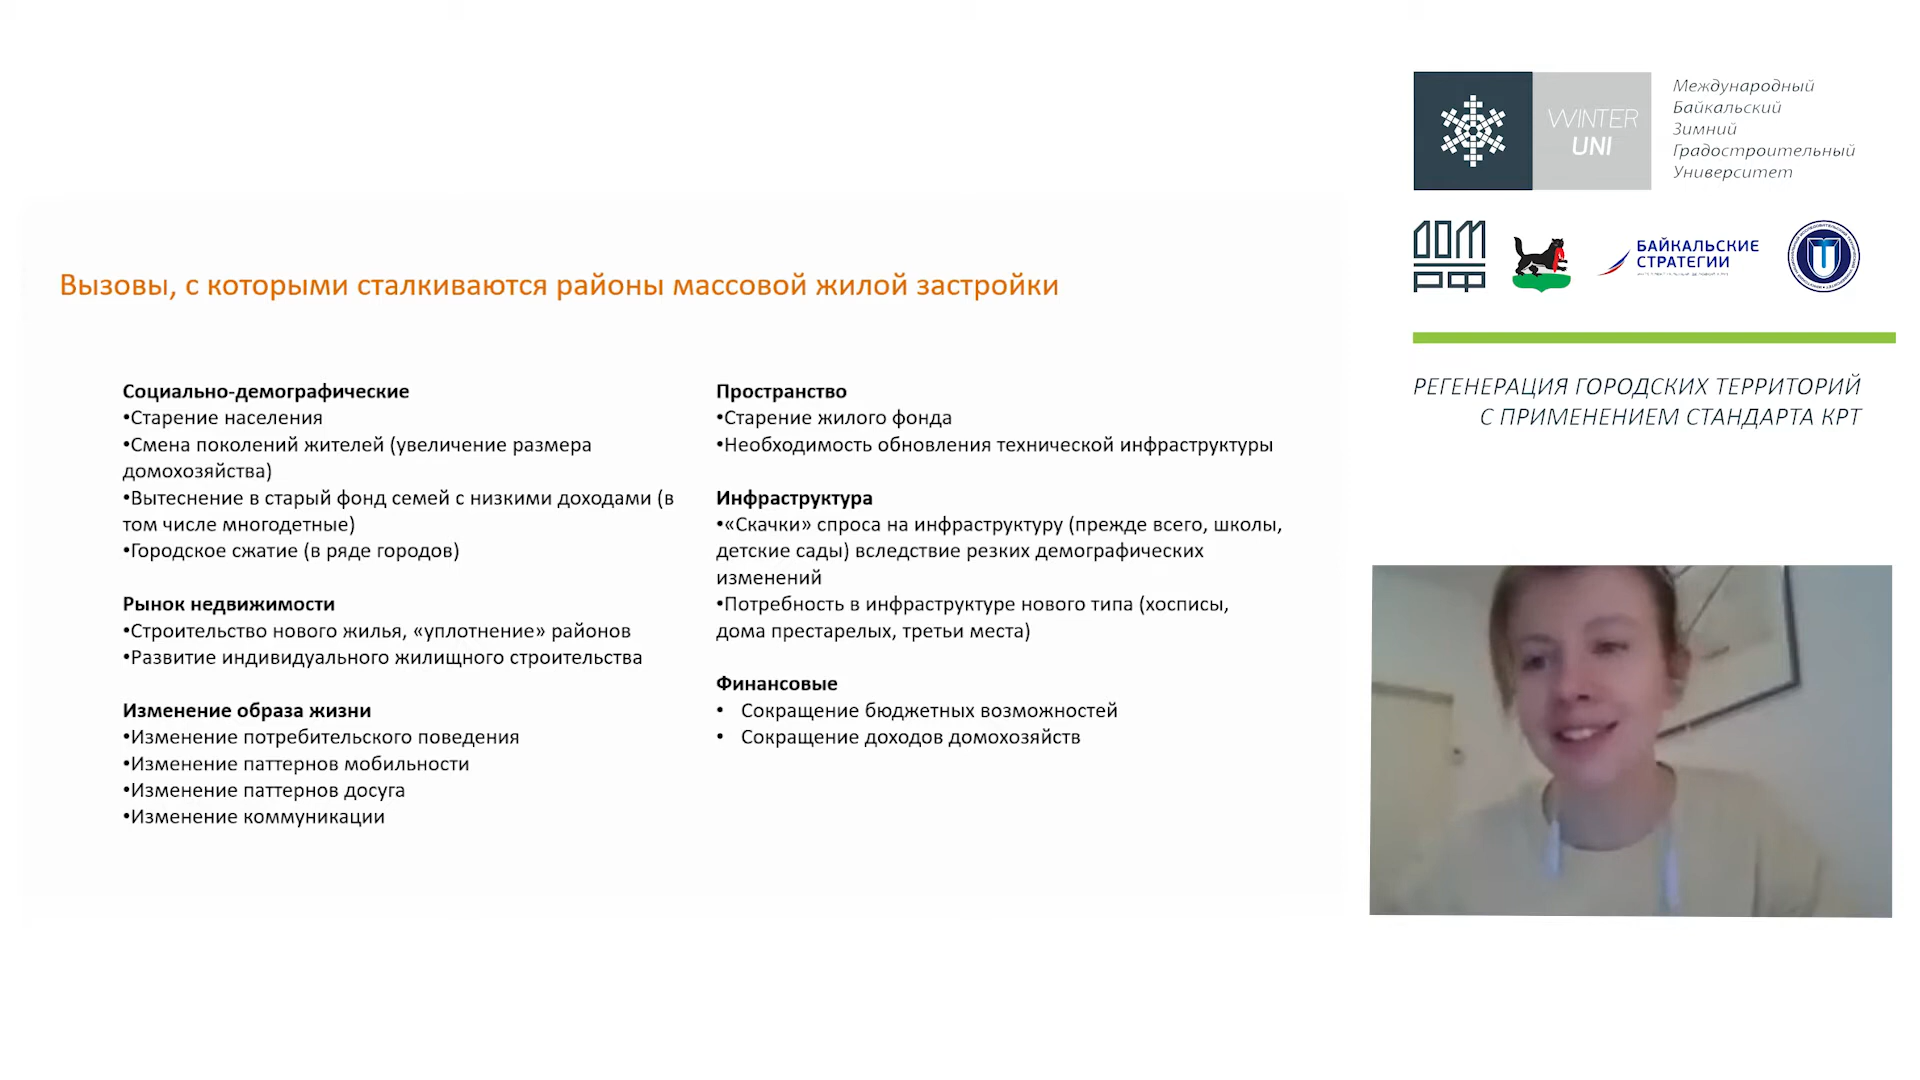 Вызовы, с которыми сталкиваются районы массовой жилой застройки
Социально-демографические
•Старение населения
•Смена поколений жителей (увеличение размера
домохозяйства)
•Вытеснение в старый фонд семей с низкими доходами (в
том числе многодетные)
•Городское сжатие (в ряде городов)
Рынок недвижимости
•Строительство нового жилья, «уплотнение» районов
•Развитие индивидуального жилищного строительства
Изменение образа жизни
•Изменение потребительского поведения
•Изменение паттернов мобильности
•Изменение паттернов досуга
•Изменение коммуникации
Пространство
•Старение жилого фонда
•Необходимость обновления технической инфраструктуры
Инфраструктура
•«Скачки» спроса на инфраструктуру (прежде всего, школы,
детские сады) вследствие резких демографических
изменений
•Потребность в инфраструктуре нового типа (хосписы,
дома престарелых, третьи места)
Финансовые
• Сокращение бюджетных возможностей
• Сокращение доходов домохозяйств
WINTER
UNI
Международный
Байкальский
Зимний
Градостроительный
Университет
ДОМ
РФ
БАЙКАЛЬСКИЕ
СТРАТЕГИИ
РЕГЕНЕРАЦИЯ ГОРОДСКИХ ТЕРРИТОРИЙ
С ПРИМЕНЕНИЕМ СТАНДАРТА КРТ